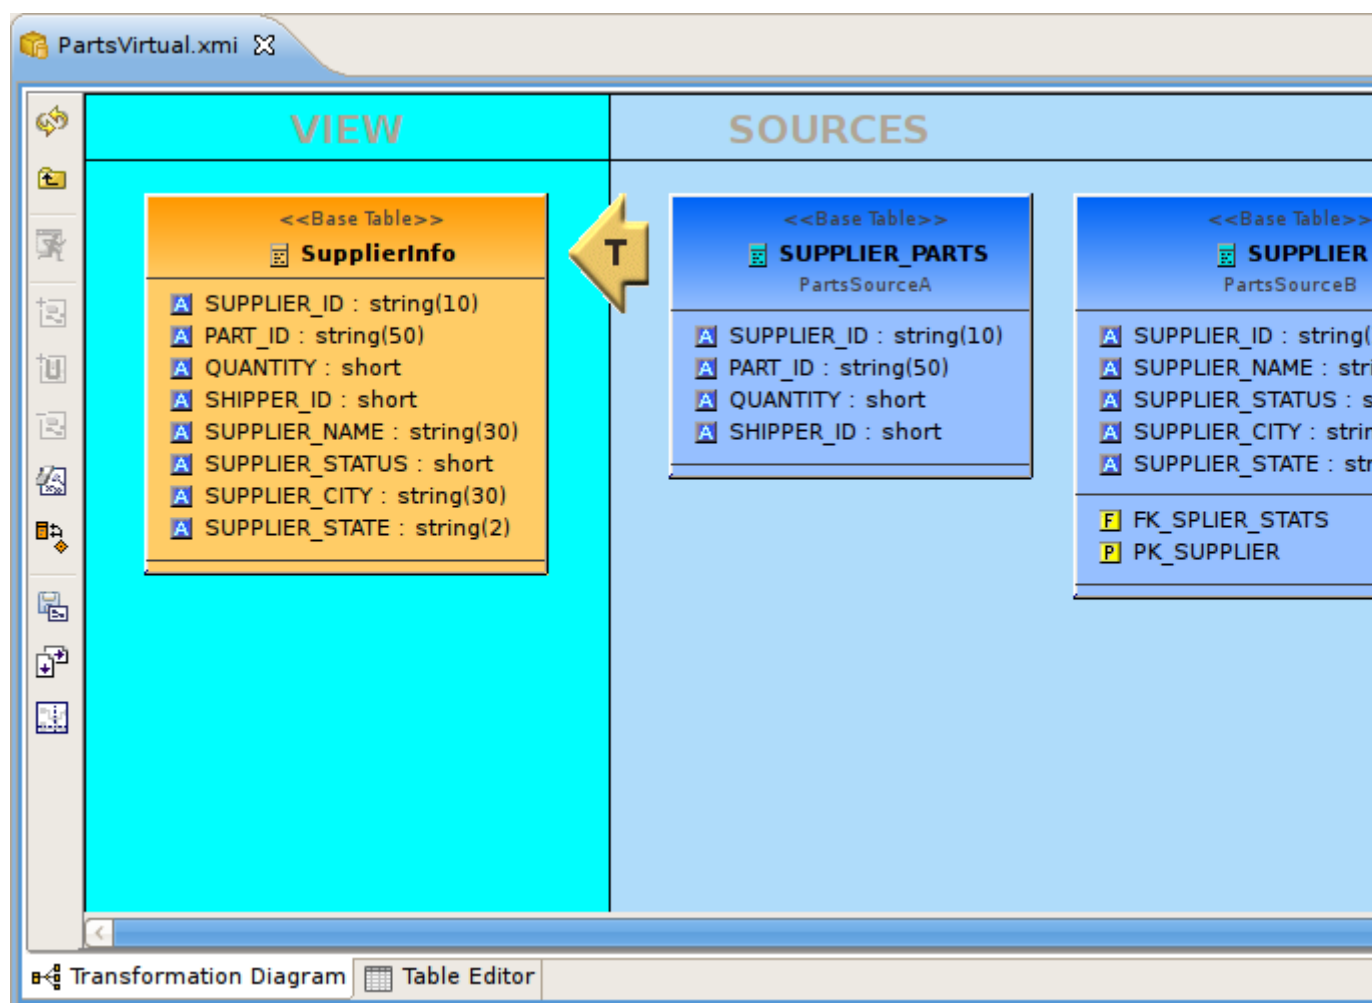 PartsVirtual.xmi
VIEW
SOURCES
<<Base Table>>
SupplierInfo
SUPPLIER_ID : string(10)
PART_ID : string(50)
QUANTITY : short
SHIPPER_ID : short
SUPPLIER_NAME : string(30)
SUPPLIER_STATUS : short
SUPPLIER_CITY : string(30)
SUPPLIER_STATE : string(2)
T
<<Base Table>>
SUPPLIER_PARTS
PartsSourceA
SUPPLIER_ID : string(10)
PART_ID : string(50)
QUANTITY : short
SHIPPER_ID : short
<<Base Table>>
SUPPLIER
PartsSourceB
SUPPLIER_ID : string(
SUPPLIER_NAME : stri
SUPPLIER_STATUS : s
SUPPLIER_CITY : strin
SUPPLIER_STATE : str
F FK_SPLIER_STATS
P PK_SUPPLIER
Transformation Diagram
Table Editor